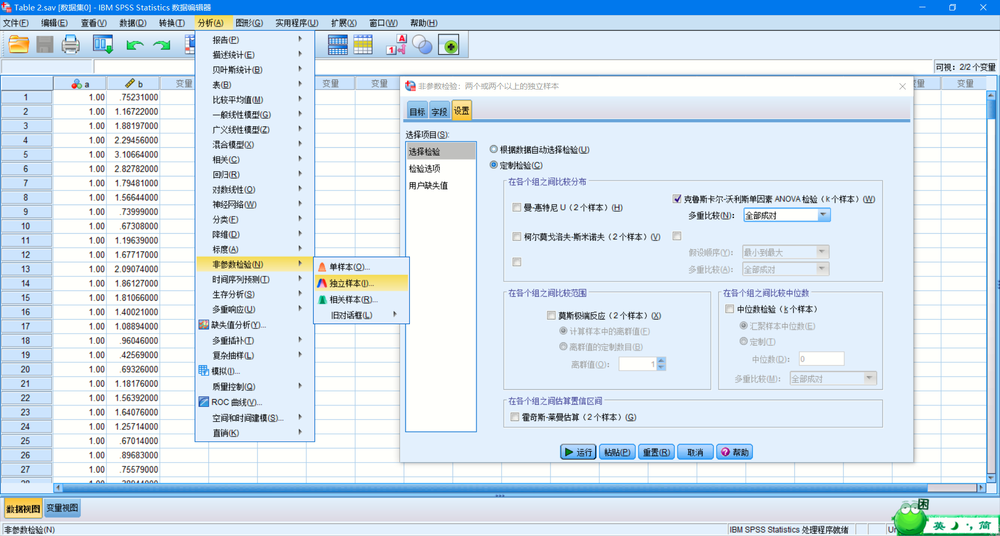 Table 2.sav [数据集0] - IBM SPSS Statistics 数据编辑器
文件(F) 编辑(E) 查看(V) 数据(D) 转换(T) 分析(A) 图形(G) 实用程序(U) 扩展(X) 窗口(W) 帮助(H)
可视：2/2 个变量
a b 变量 变量 变量 变量
1 1.00 .75231000
2 1.00 1.16722000
3 1.00 1.88197000
4 1.00 2.29456000
5 1.00 3.10664000
6 1.00 2.82782000
7 1.00 1.79481000
8 1.00 1.56644000
9 1.00 .73999000
10 1.00 .67308000
11 1.00 1.19639000
12 1.00 1.67717000
13 1.00 2.09074000
14 1.00 1.86127000
15 1.00 1.81066000
16 1.00 1.40021000
17 1.00 1.08894000
18 1.00 .96046000
19 1.00 .42569000
20 1.00 .69326000
21 1.00 1.18176000
22 1.00 1.56392000
23 1.00 1.64076000
24 1.00 1.25714000
25 1.00 .67014000
26 1.00 .89683000
27 1.00 .75579000
报告(P)
描述统计(E)
贝叶斯统计(B)
表(B)
比较平均值(M)
一般线性模型(G)
广义线性模型(Z)
混合模型(X)
相关(C)
回归(R)
对数线性(O)
神经网络(W)
分类(F)
降维(D)
标度(A)
非参数检验(N)
时间序列预测(T)
生存分析(S)
多重响应(U)
缺失值分析(Y)...
多重插补(T)
复杂抽样(L)
模拟(I)...
质量控制(Q)
ROC 曲线(V)...
空间和时间建模(S)...
直销(K)
单样本(O)...
独立样本(I)...
相关样本(R)...
旧对话框(L)
非参数检验：两个或两个以上的独立样本
目标 字段 设置
选择项目(S):
选择检验
检验选项
用户缺失值
根据数据自动选择检验(U)
定制检验(C)
在各个组之间比较分布
曼-惠特尼 U（2 个样本）(H)
克鲁斯卡尔-沃利斯单因素 ANOVA 检验（k 个样本）(W)
多重比较(N)： 全部成对
柯尔莫戈洛夫-斯米诺夫（2 个样本）(V)
假设顺序(Y)： 最小到最大
多重比较(A)： 全部成对
在各个组之间比较范围
莫斯极端反应（2 个样本）(X)
计算样本中的离群值(F)
离群值的定制数目(B)
离群值(O)： 1
在各个组之间比较中位数
中位数检验（k 个样本）
汇聚样本中位数(E)
定制(T)
中位数(D)： 0
多重比较(M)： 全部成对
在各个组之间估算置信区间
霍奇斯-莱曼估算（2 个样本）(G)
运行 粘贴(P) 重置(R) 取消 帮助
数据视图 变量视图
非参数检验(N)
IBM SPSS Statistics 处理程序就绪
困
英 简